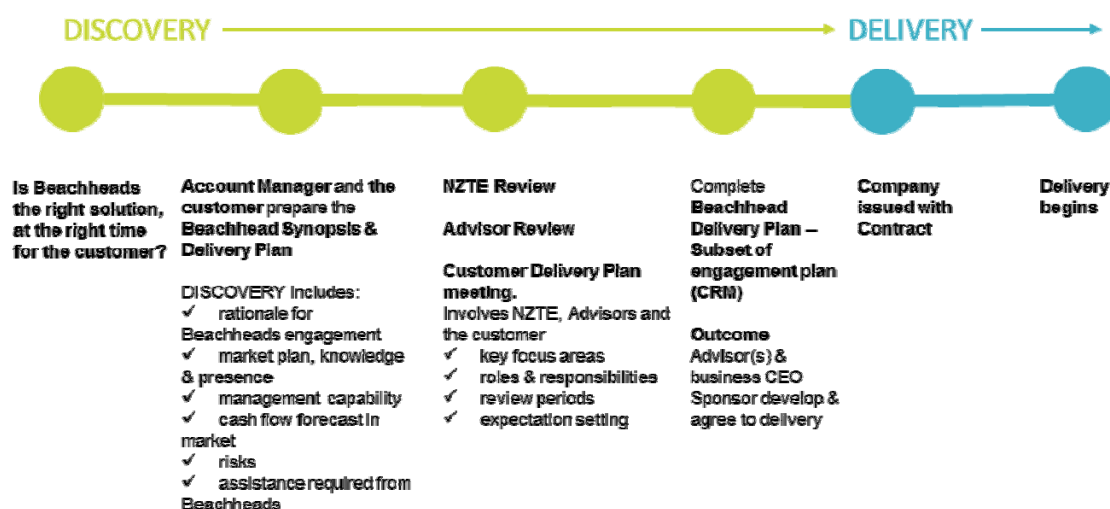 DISCOVERY
DELIVERY
Is Beachheads
the right solution,
at the right time
for the customer?
Account Manager and the
customer prepare the
Beachhead Synopsis &
Delivery Plan
DISCOVERY Includes:
✓ rationale for
Beachheads engagement
✓ market plan, knowledge
& presence
✓ management capability
✓ cash flow forecast in
market
✓ risks
✓ assistance required from
Beachheads
NZTE Review
Advisor Review
Customer Delivery Plan
meeting.
Involves NZTE, Advisors and
the customer
✓ key focus areas
✓ roles & responsibilities
✓ review periods
✓ expectation setting
Complete
Beachhead
Delivery Plan –
Subset of
engagement plan
(CRM)
Outcome
Advisor(s) &
business CEO
Sponsor develop &
agree to delivery
Company
issued with
Contract
Delivery
begins